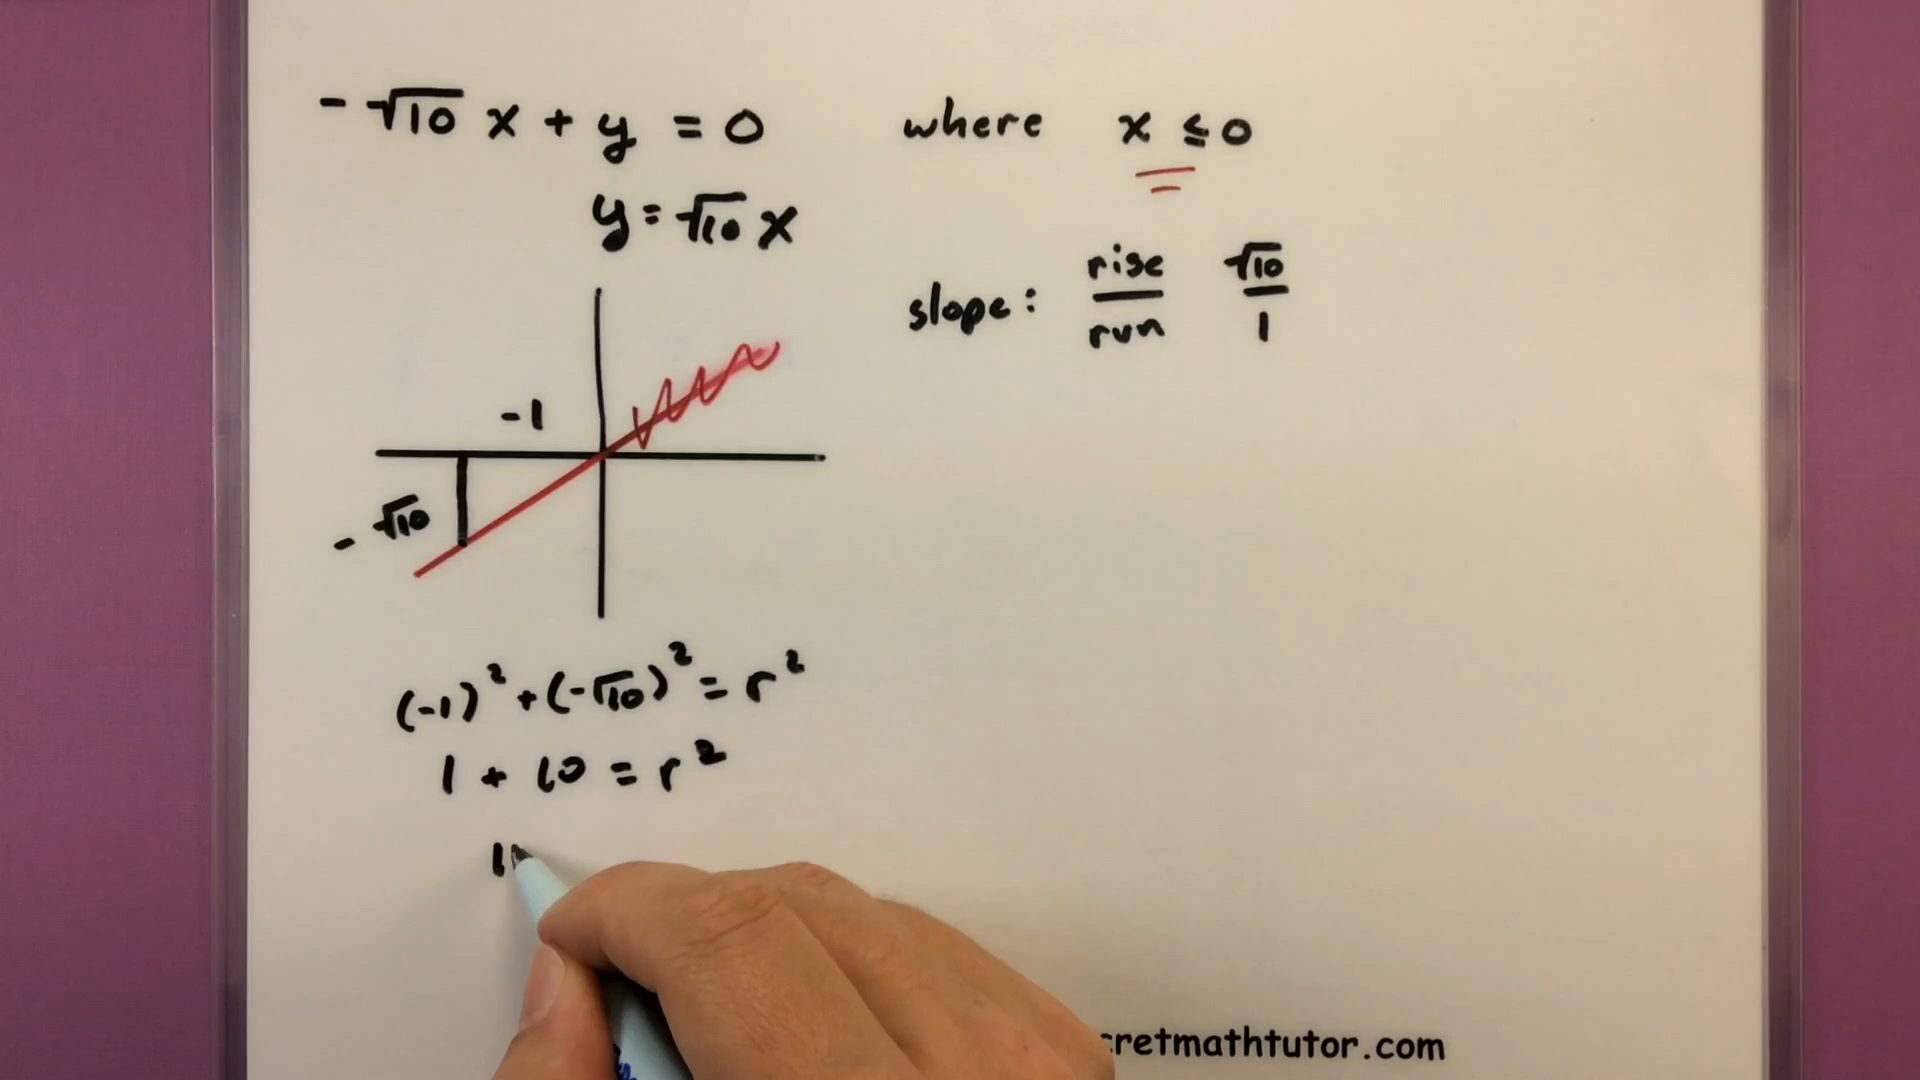 -√10 x + y = 0 where x ≤ 0
y = √10 x
slope: rise/run √10/1
-1
-√10
(-1)² + (-√10)² = r²
1 + 10 = r²
1
cretmathtutor.com